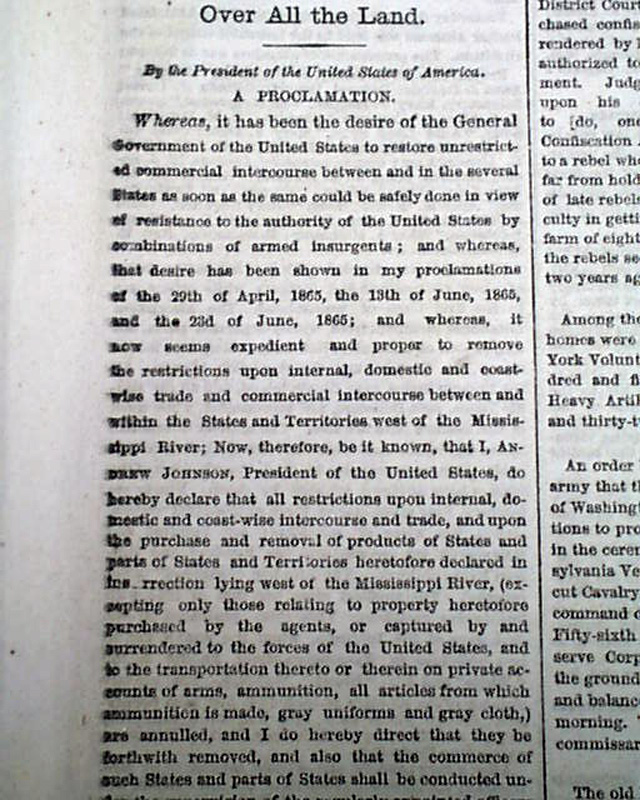 Over All the Land.
By the President of the United States of America.
A PROCLAMATION.
Whereas, it has been the desire of the General
Government of the United States to restore unrestrict-
ed commercial intercourse between and in the several
States as soon as the same could be safely done in view
of resistance to the authority of the United States by
combinations of armed insurgents; and whereas,
that desire has been shown in my proclamations
of the 29th of April, 1865, the 13th of June, 1865,
and the 23d of June, 1865; and whereas, it
now seems expedient and proper to remove
the restrictions upon internal, domestic and coast-
wise trade and commercial intercourse between and
within the States and Territories west of the Missis-
sippi River; Now, therefore, be it known, that I, AN-
DREW JOHNSON, President of the United States, do
hereby declare that all restrictions upon internal, do-
mestic and coast-wise intercourse and trade, and upon
the purchase and removal of products of States and
parts of States and Territories heretofore declared in
ins rrection lying west of the Mississippi River, (ex-
cepting only those relating to property heretofore
purchased by the agents, or captured by and
surrendered to the forces of the United States, and
to the transportation thereto or therein on private ac-
counts of arms, ammunition, all articles from which
ammunition is made, gray uniforms and gray cloth,)
are annulled, and I do hereby direct that they be
forthwith removed, and also that the commerce of
such States and parts of States shall be conducted un-
District Court
chased confis
rendered by
authorized to
ment. Judg
upon his
to [do, one
Confiscation
to a rebel who
far from hold
of late rebels
culty in getti
farm of eight
the rebels se
two years ag
Among the
homes were
York Volunt
dred and fi
Heavy Artil
and thirty-t
An order
army that t
of Washingt
tions to pro
in the cerem
sylvania Ve
cut Cavalry
command o
Fifty-sixth
serve Corp
the ground
and balance
morning.
commissar
The old